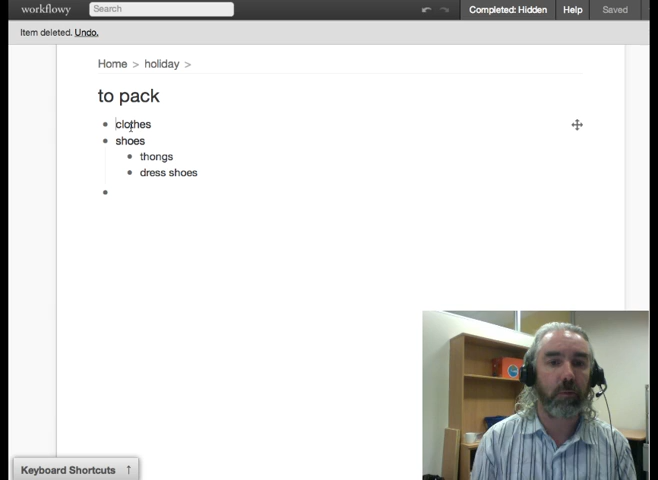 workflowy Search Completed: Hidden Help Saved
Item deleted. Undo.
Home > holiday >
to pack
clothes
shoes
thongs
dress shoes
Keyboard Shortcuts ↑